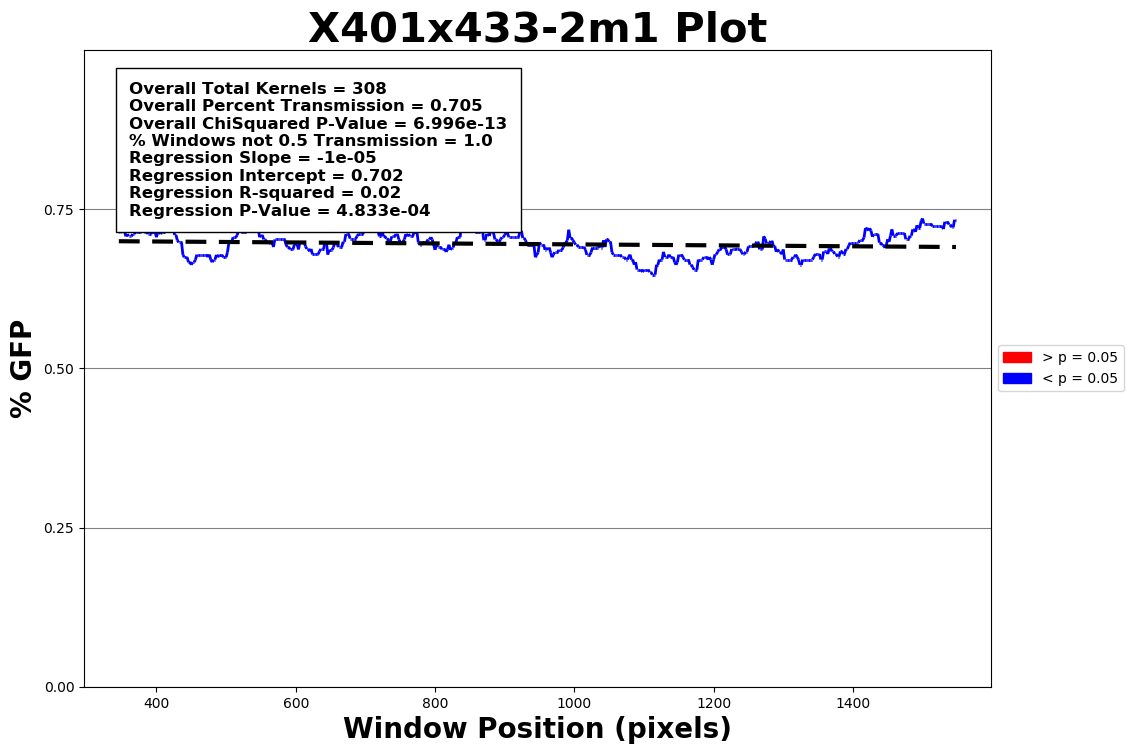 X401x433-2m1 Plot
Overall Total Kernels = 308
Overall Percent Transmission = 0.705
Overall ChiSquared P-Value = 6.996e-13
% Windows not 0.5 Transmission = 1.0
Regression Slope = -1e-05
Regression Intercept = 0.702
Regression R-squared = 0.02
Regression P-Value = 4.833e-04
0.75
0.50
0.25
0.00
% GFP
> p = 0.05
< p = 0.05
400 600 800 1000 1200 1400
Window Position (pixels)